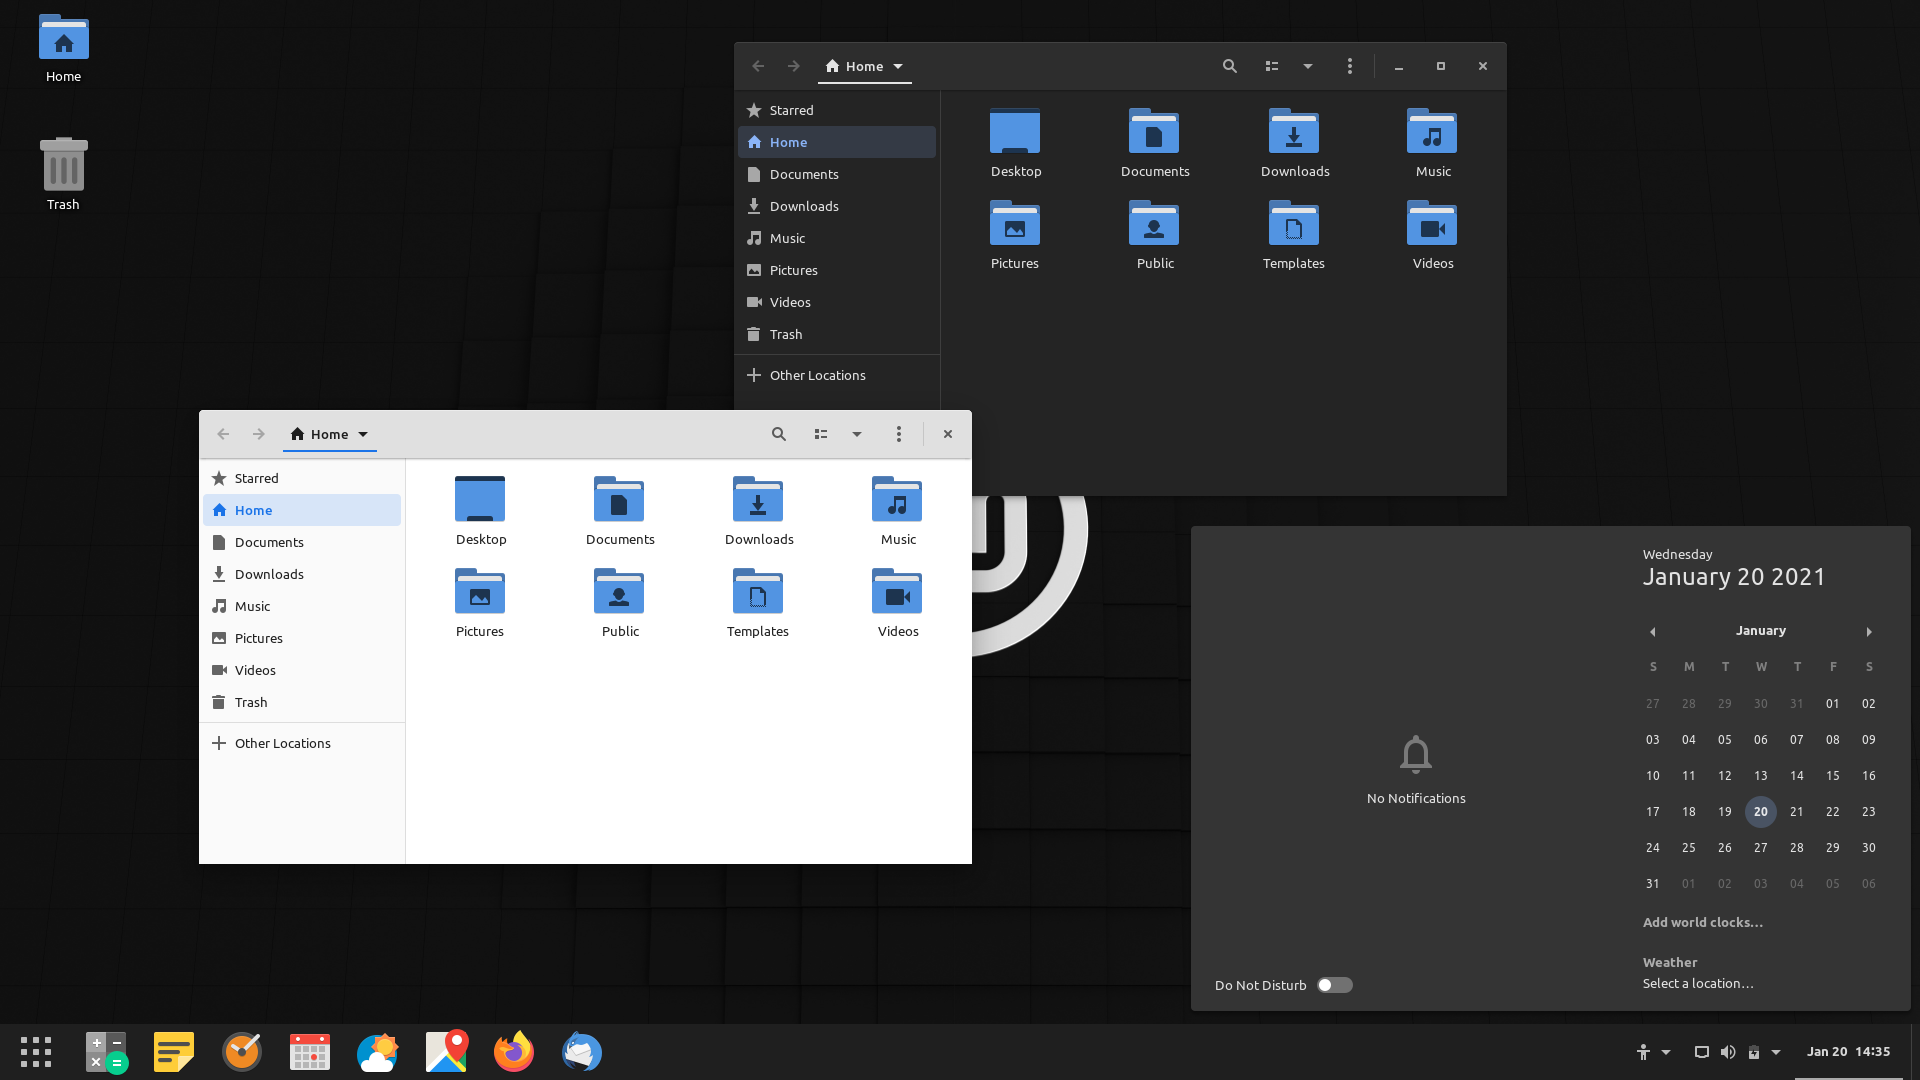 Home
Trash
Home
Starred
Home
Documents
Downloads
Music
Pictures
Videos
Trash
Other Locations
Desktop Documents Downloads Music
Pictures Public Templates Videos
Home
Starred
Home
Documents
Downloads
Music
Pictures
Videos
Trash
Other Locations
Desktop Documents Downloads Music
Pictures Public Templates Videos
No Notifications
Do Not Disturb
Wednesday
January 20 2021
January
S M T W T F S
27 28 29 30 31 01 02
03 04 05 06 07 08 09
10 11 12 13 14 15 16
17 18 19 20 21 22 23
24 25 26 27 28 29 30
31 01 02 03 04 05 06
Add world clocks…
Weather
Select a location…
Jan 20 14:35